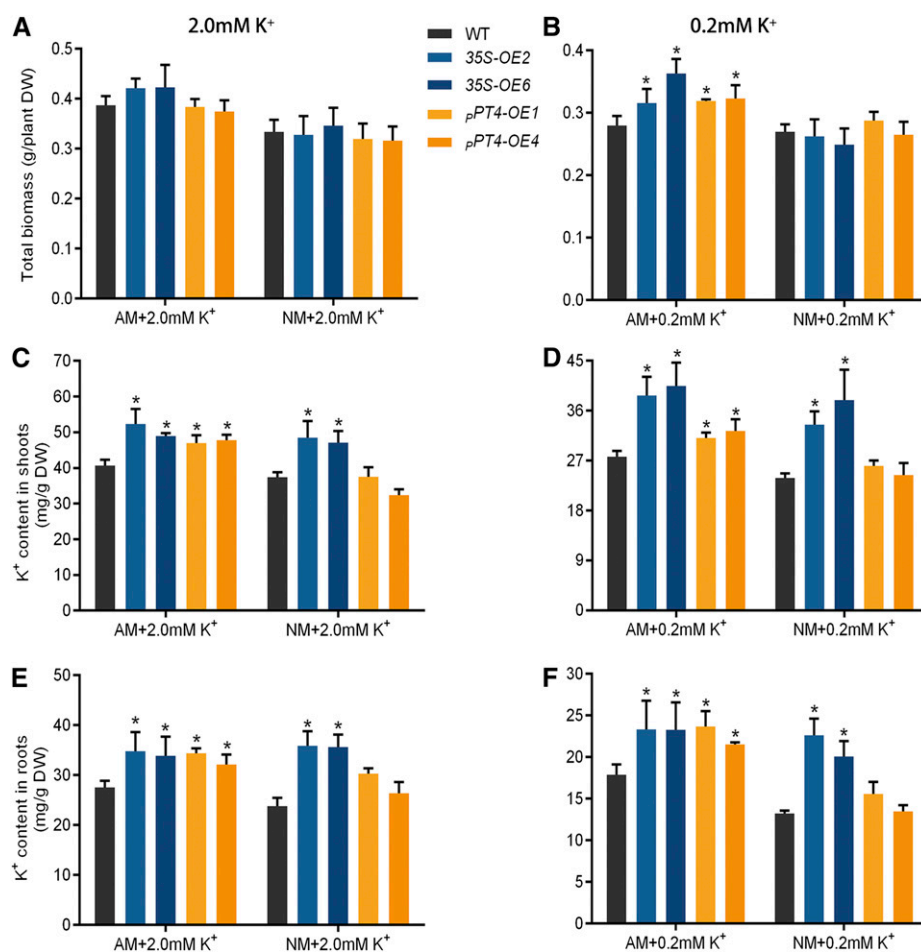 A
2.0mM K⁺
Total biomass (g/plant DW)
0.5
0.4
0.3
0.2
0.1
0.0
AM+2.0mM K⁺
NM+2.0mM K⁺
WT
35S-OE2
35S-OE6
pPT4-OE1
pPT4-OE4
B
0.2mM K⁺
0.4
0.3
0.2
0.1
0.0
* * * *
AM+0.2mM K⁺
NM+0.2mM K⁺
C
K⁺ content in shoots
(mg/g DW)
70
60
50
40
30
20
10
0
* * * *
* *
AM+2.0mM K⁺
NM+2.0mM K⁺
D
45
36
27
18
9
0
* * * *
* *
AM+0.2mM K⁺
NM+0.2mM K⁺
E
K⁺ content in roots
(mg/g DW)
50
40
30
20
10
0
* * * *
* *
AM+2.0mM K⁺
NM+2.0mM K⁺
F
30
25
20
15
10
5
0
* * * *
* *
AM+0.2mM K⁺
NM+0.2mM K⁺